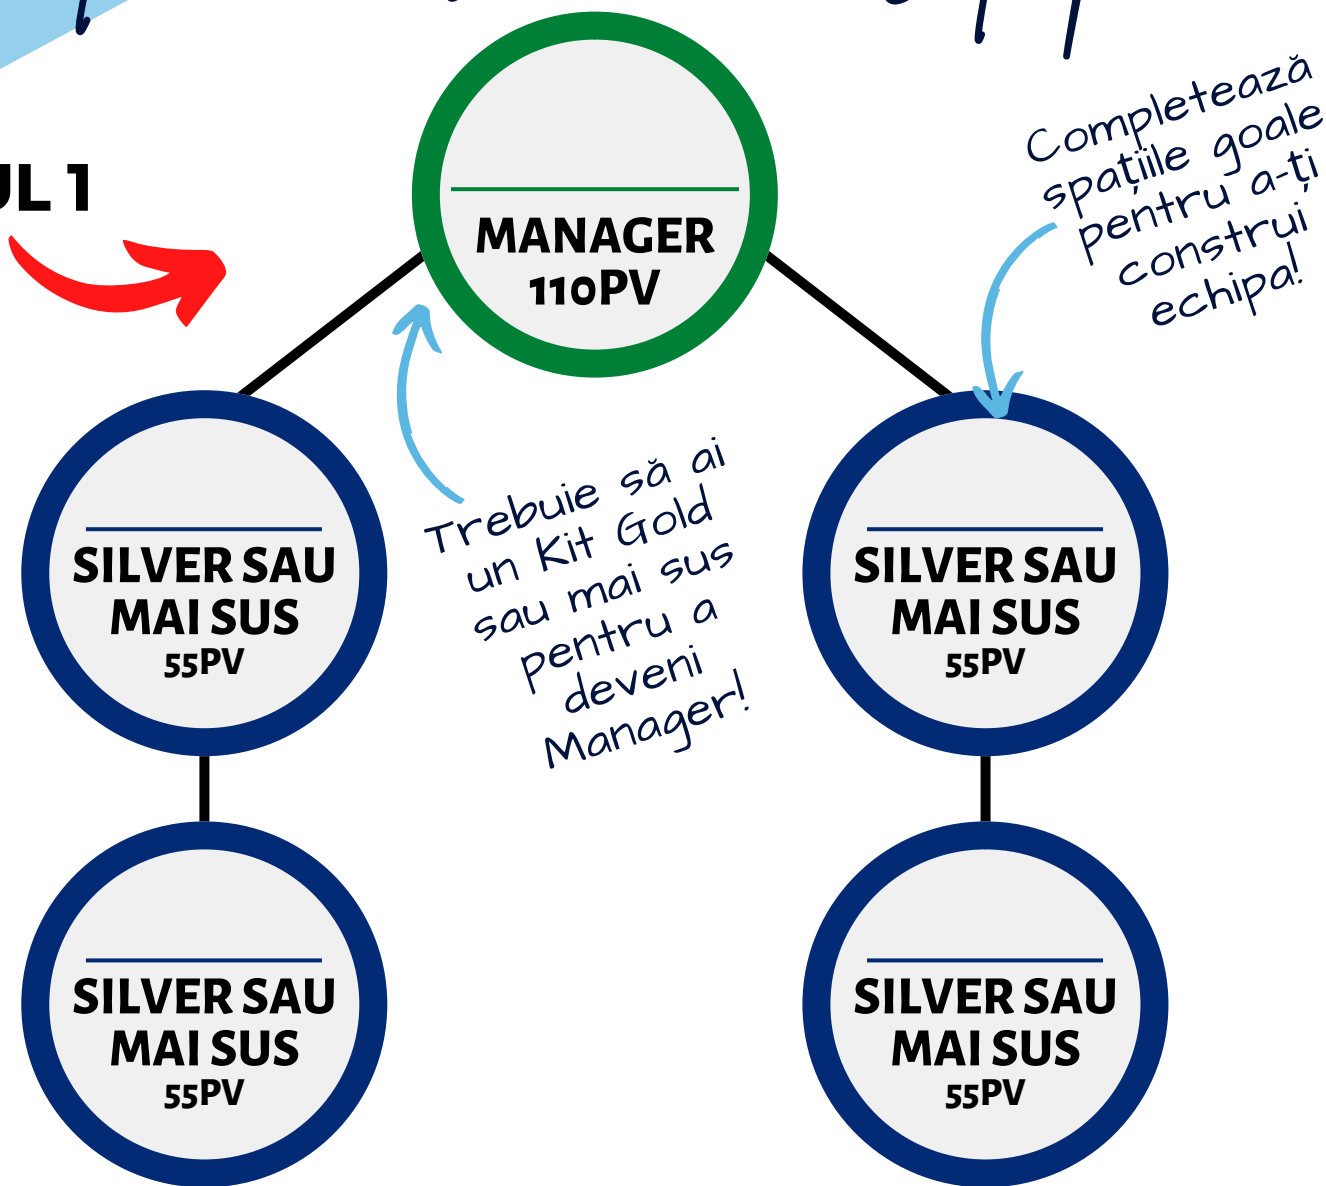 UL 1
MANAGER
110PV
Completează
spațiile goale
pentru a-ți
construi
echipa!
Trebuie să ai
un Kit Gold
sau mai sus
pentru a
deveni
Manager!
SILVER SAU
MAI SUS
55PV
SILVER SAU
MAI SUS
55PV
SILVER SAU
MAI SUS
55PV
SILVER SAU
MAI SUS
55PV